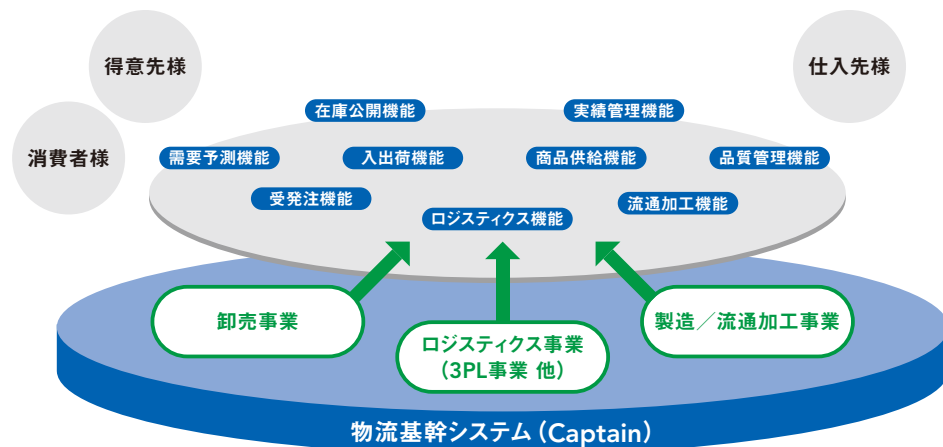 得意先様
仕入先様
消費者様
在庫公開機能
実績管理機能
需要予測機能
入出荷機能
商品供給機能
品質管理機能
受発注機能
流通加工機能
ロジスティクス機能
卸売事業
ロジスティクス事業
（3PL事業 他）
製造／流通加工事業
物流基幹システム（Captain）